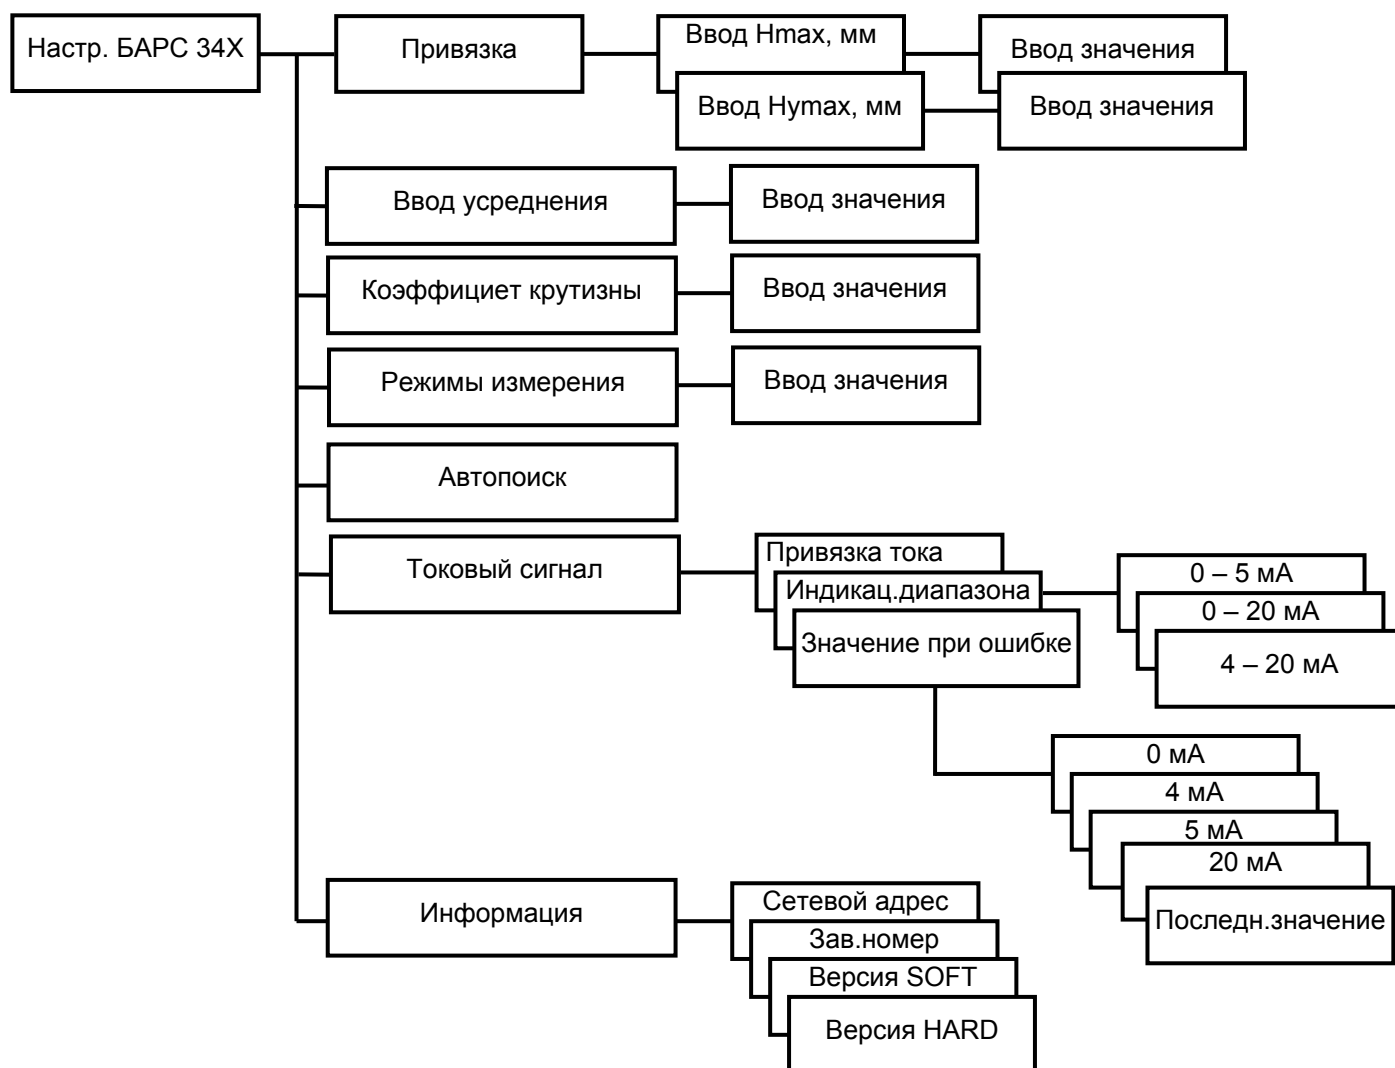 Настр. БАРС 34Х
Привязка
Ввод Hmax, мм
Ввод значения
Ввод Hymax, мм
Ввод значения
Ввод усреднения
Ввод значения
Коэффициет крутизны
Ввод значения
Режимы измерения
Ввод значения
Автопоиск
Токовый сигнал
Привязка тока
Индикац.диапазона
Значение при ошибке
0 – 5 мА
0 – 20 мА
4 – 20 мА
0 мА
4 мА
5 мА
20 мА
Последн.значение
Информация
Сетевой адрес
Зав.номер
Версия SOFT
Версия HARD